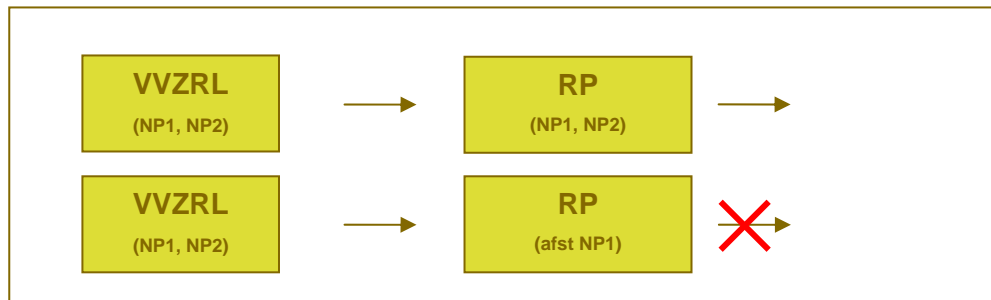 VVZRL
(NP1, NP2)
RP
(NP1, NP2)
VVZRL
(NP1, NP2)
RP
(afst NP1)